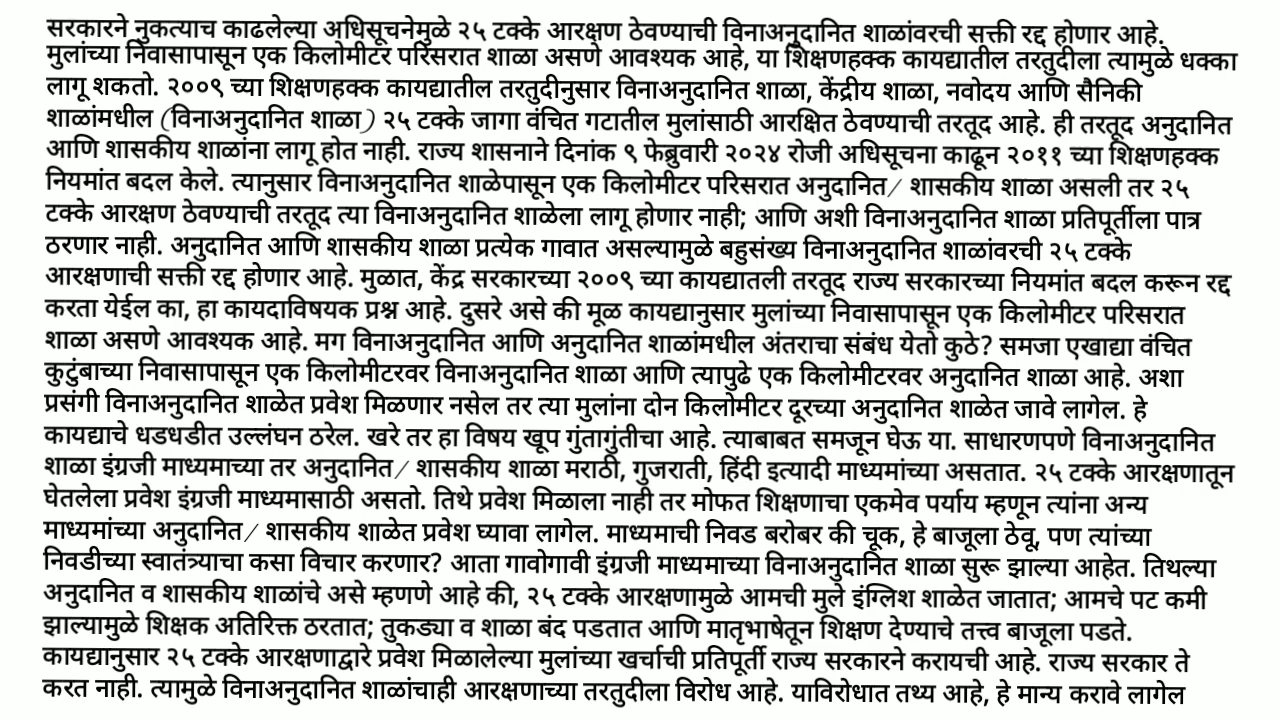 सरकारने नुकत्याच काढलेल्या अधिसूचनेमुळे २५ टक्के आरक्षण ठेवण्याची विनाअनुदानित शाळांवरची सक्ती रद्द होणार आहे.
मुलांच्या निवासापासून एक किलोमीटर परिसरात शाळा असणे आवश्यक आहे, या शिक्षणहक्क कायद्यातील तरतुदीला त्यामुळे धक्का
लागू शकतो. २००९ च्या शिक्षणहक्क कायद्यातील तरतुदीनुसार विनाअनुदानित शाळा, केंद्रीय शाळा, नवोदय आणि सैनिकी
शाळांमधील (विनाअनुदानित शाळा) २५ टक्के जागा वंचित गटातील मुलांसाठी आरक्षित ठेवण्याची तरतूद आहे. ही तरतूद अनुदानित
आणि शासकीय शाळांना लागू होत नाही. राज्य शासनाने दिनांक ९ फेब्रुवारी २०२४ रोजी अधिसूचना काढून २०११ च्या शिक्षणहक्क
नियमांत बदल केले. त्यानुसार विनाअनुदानित शाळेपासून एक किलोमीटर परिसरात अनुदानित/ शासकीय शाळा असली तर २५
टक्के आरक्षण ठेवण्याची तरतूद त्या विनाअनुदानित शाळेला लागू होणार नाही; आणि अशी विनाअनुदानित शाळा प्रतिपूर्तीला पात्र
ठरणार नाही. अनुदानित आणि शासकीय शाळा प्रत्येक गावात असल्यामुळे बहुसंख्य विनाअनुदानित शाळांवरची २५ टक्के
आरक्षणाची सक्ती रद्द होणार आहे. मुळात, केंद्र सरकारच्या २००९ च्या कायद्यातली तरतूद राज्य सरकारच्या नियमांत बदल करून रद्द
करता येईल का, हा कायदाविषयक प्रश्न आहे. दुसरे असे की मूळ कायद्यानुसार मुलांच्या निवासापासून एक किलोमीटर परिसरात
शाळा असणे आवश्यक आहे. मग विनाअनुदानित आणि अनुदानित शाळांमधील अंतराचा संबंध येतो कुठे? समजा एखाद्या वंचित
कुटुंबाच्या निवासापासून एक किलोमीटरवर विनाअनुदानित शाळा आणि त्यापुढे एक किलोमीटरवर अनुदानित शाळा आहे. अशा
प्रसंगी विनाअनुदानित शाळेत प्रवेश मिळणार नसेल तर त्या मुलांना दोन किलोमीटर दूरच्या अनुदानित शाळेत जावे लागेल. हे
कायद्याचे धडधडीत उल्लंघन ठरेल. खरे तर हा विषय खूप गुंतागुंतीचा आहे. त्याबाबत समजून घेऊ या. साधारणपणे विनाअनुदानित
शाळा इंग्रजी माध्यमाच्या तर अनुदानित/ शासकीय शाळा मराठी, गुजराती, हिंदी इत्यादी माध्यमांच्या असतात. २५ टक्के आरक्षणातून
घेतलेला प्रवेश इंग्रजी माध्यमासाठी असतो. तिथे प्रवेश मिळाला नाही तर मोफत शिक्षणाचा एकमेव पर्याय म्हणून त्यांना अन्य
माध्यमांच्या अनुदानित/ शासकीय शाळेत प्रवेश घ्यावा लागेल. माध्यमाची निवड बरोबर की चूक, हे बाजूला ठेवू, पण त्यांच्या
निवडीच्या स्वातंत्र्याचा कसा विचार करणार? आता गावोगावी इंग्रजी माध्यमाच्या विनाअनुदानित शाळा सुरू झाल्या आहेत. तिथल्या
अनुदानित व शासकीय शाळांचे असे म्हणणे आहे की, २५ टक्के आरक्षणामुळे आमची मुले इंग्लिश शाळेत जातात; आमचे पट कमी
झाल्यामुळे शिक्षक अतिरिक्त ठरतात; तुकड्या व शाळा बंद पडतात आणि मातृभाषेतून शिक्षण देण्याचे तत्त्व बाजूला पडते.
कायद्यानुसार २५ टक्के आरक्षणाद्वारे प्रवेश मिळालेल्या मुलांच्या खर्चाची प्रतिपूर्ती राज्य सरकारने करायची आहे. राज्य सरकार ते
करत नाही. त्यामुळे विनाअनुदानित शाळांचाही आरक्षणाच्या तरतुदीला विरोध आहे. याविरोधात तथ्य आहे, हे मान्य करावे लागेल